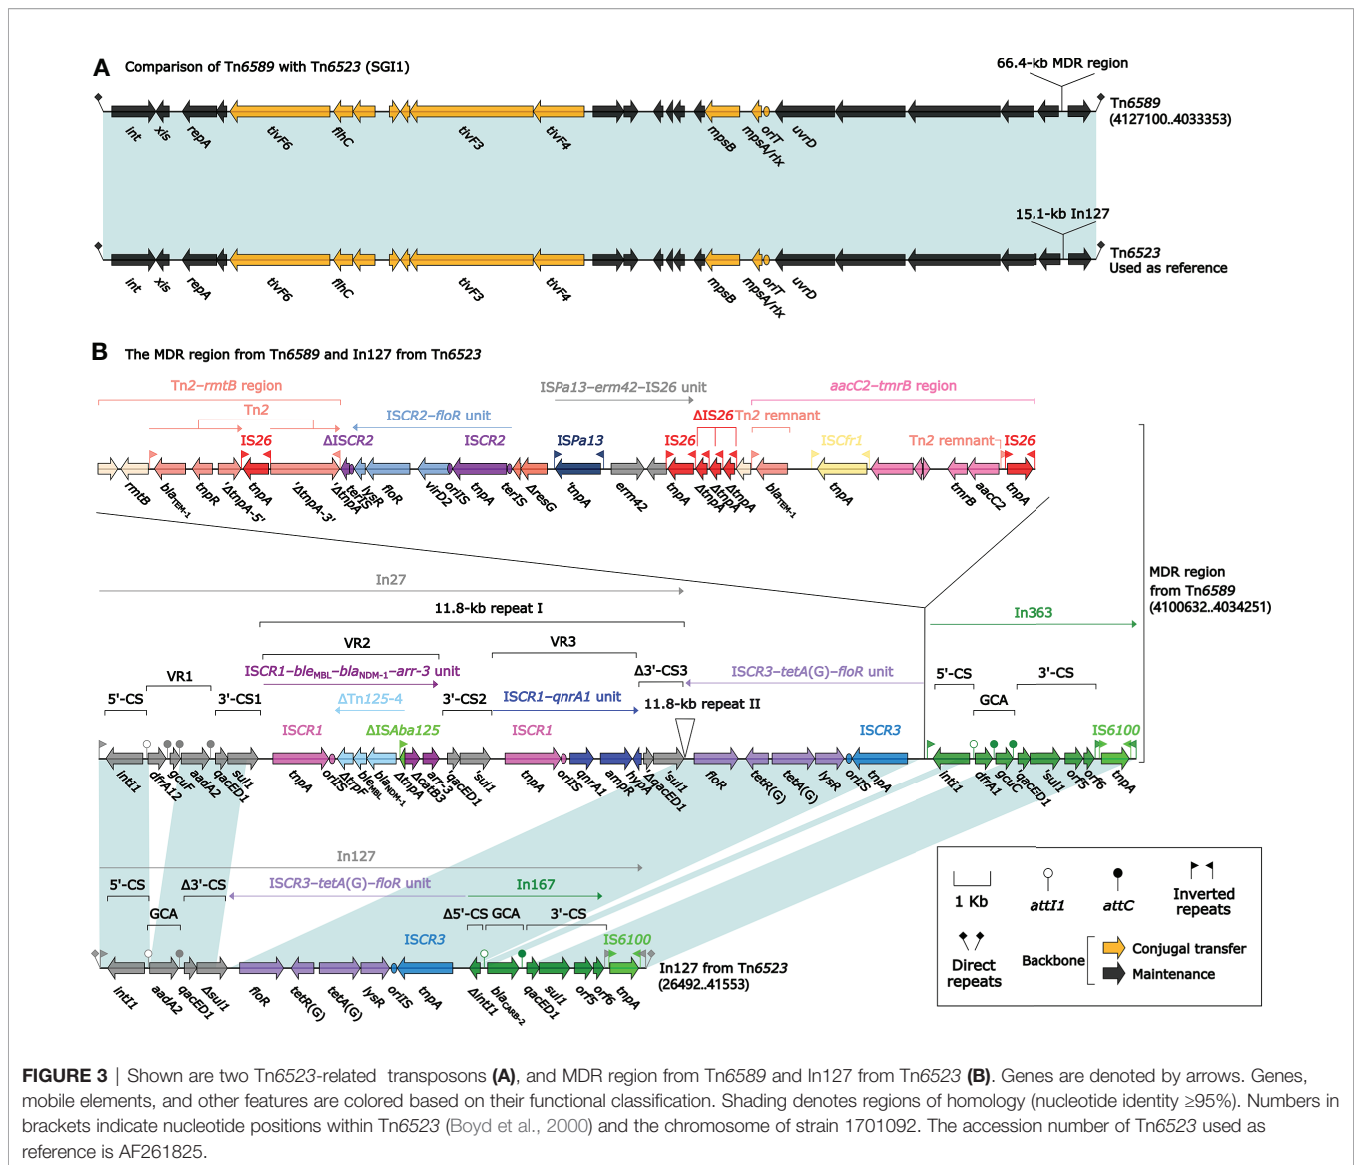 A Comparison of Tn6589 with Tn6523 (SGI1)
66.4-kb MDR region
Tn6589
(4127100..4033353)
int xis repA tivF6 flhC tivF3 tivF4 mpsB mpsA/rlx oriT uvrD
15.1-kb In127
Tn6523
Used as reference
int xis repA tivF6 flhC tivF3 tivF4 mpsB mpsA/rlx oriT uvrD
B The MDR region from Tn6589 and In127 from Tn6523
Tn2–rmtB region ISPa13–erm42–IS26 unit aacC2–tmrB region
Tn2 ISCR2–floR unit ΔIS26 Tn2 remnant
IS26 ΔISCR2 ISCR2 ISPa13 IS26 ISCfr1 Tn2 remnant IS26
rmtB blaTEM-1 tnpR 'ΔtnpA-5' tnpA 'ΔtnpA-3' 'ΔtnpA terIS lysR floR virD2 oriIS tnpA terIS ΔresG 'tnpA erm42 tnpA ΔtnpA ΔtnpA ΔtnpA blaTEM-1 tnpA tmrB aacC2 tnpA
MDR region
from Tn6589
(4100632..4034251)
In27
11.8-kb repeat I
In363
VR2 VR3
VR1 ISCR1–bleMBL–blaNDM-1–arr-3 unit Δ3'-CS3 ISCR3–tetA(G)–floR unit
5'-CS 3'-CS1 ΔTn125-4 3'-CS2 ISCR1–qnrA1 unit 11.8-kb repeat II 5'-CS GCA 3'-CS
ISCR1 ΔISAba125 ISCR1 ISCR3 IS6100
intI1 dfrA12 gcuF aadA2 qacED1 sul1 tnpA oriIS ΔtrpF bleMBL blaNDM-1 ΔtnpA ΔcatB3 arr-3 'qacED1 'sul1 tnpA oriIS qnrA1 ampR hypA 'ΔqacED1 'sul1 floR tetR(G) tetA(G) lysR oriIS tnpA intI1 dfrA1 gcuC 'qacED1 'sul1 orf5 orf6 tnpA
In127
5'-CS Δ3'-CS ISCR3–tetA(G)–floR unit In167
GCA Δ5'-CS GCA 3'-CS
ISCR3 IS6100
In127 from Tn6523
(26492..41553)
intI1 aadA2 qacED1 Δsul1 floR tetR(G) tetA(G) lysR oriIS tnpA ΔintI1 blaCARB-2 qacED1 sul1 orf5 orf6 tnpA
1 Kb attI1 attC Inverted
repeats
Direct
repeats
Backbone
Conjugal transfer
Maintenance
FIGURE 3 | Shown are two Tn6523-related transposons (A), and MDR region from Tn6589 and In127 from Tn6523 (B). Genes are denoted by arrows. Genes,
mobile elements, and other features are colored based on their functional classification. Shading denotes regions of homology (nucleotide identity ≥95%). Numbers in
brackets indicate nucleotide positions within Tn6523 (Boyd et al., 2000) and the chromosome of strain 1701092. The accession number of Tn6523 used as
reference is AF261825.